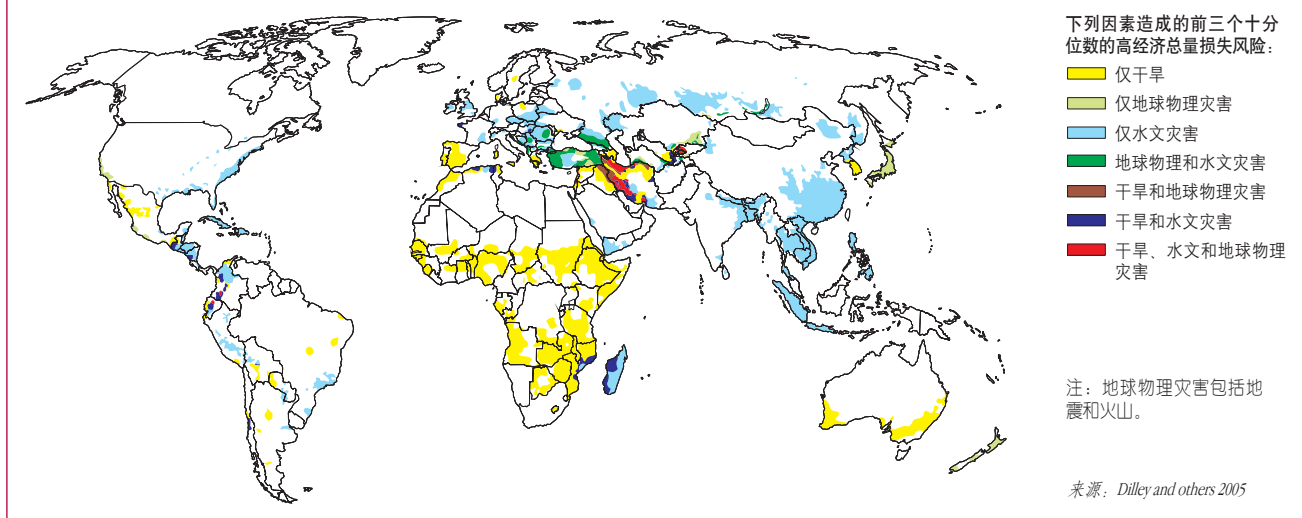 下列因素造成的前三个十分
位数的高经济总量损失风险：
仅干旱
仅地球物理灾害
仅水文灾害
地球物理和水文灾害
干旱和地球物理灾害
干旱和水文灾害
干旱、水文和地球物理
灾害
注：地球物理灾害包括地
震和火山。
来源：Dilley and others 2005